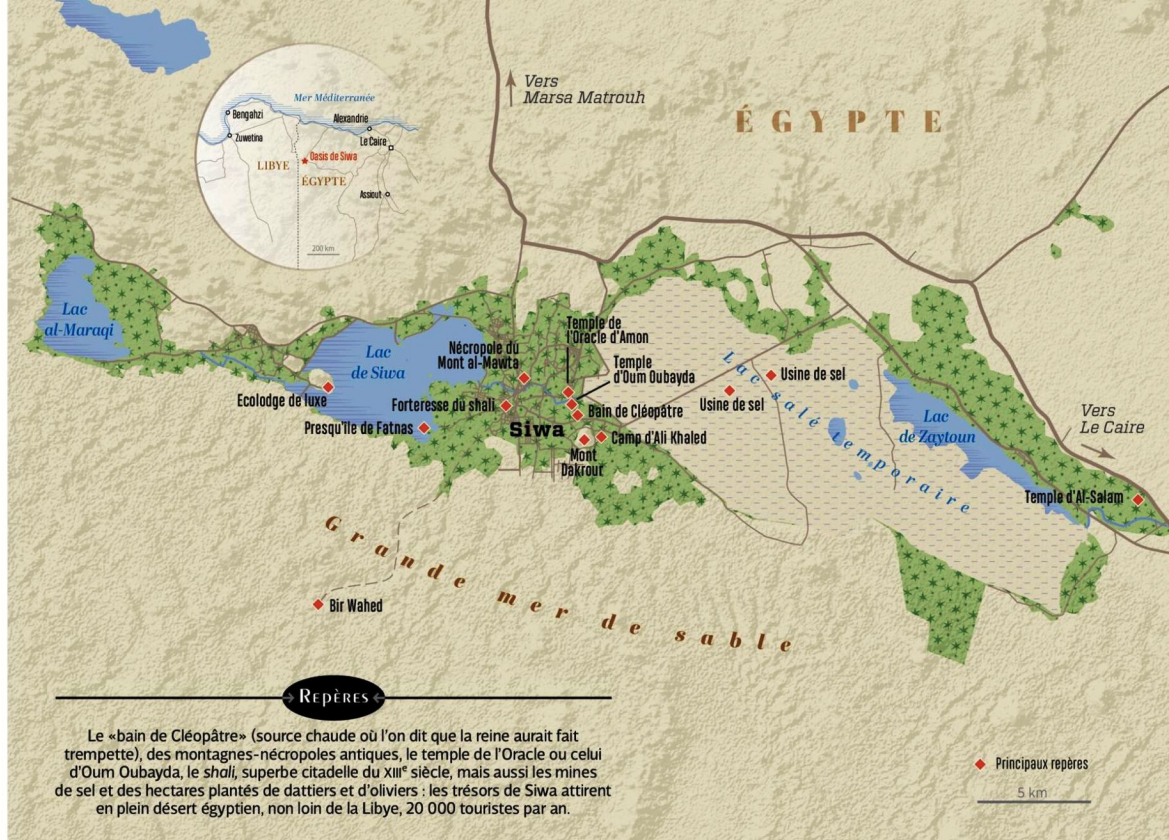 Vers
Marsa Matrouh
ÉGYPTE
Mer Méditerranée
Bengahzi
Zuwetina
Alexandrie
Le Caire
Oasis de Siwa
LIBYE
ÉGYPTE
Assiout
200 km
Lac
al-Maraqi
Lac
de Siwa
Ecolodge de luxe
Nécropole du
Mont al-Mawta
Temple de
l'Oracle d'Amon
Temple
d'Oum Oubayda
Forteresse du shali
Bain de Cléopâtre
Presqu'île de Fatnas
Siwa
Camp d'Ali Khaled
Mont
Dakrout
Usine de sel
Usine de sel
Lac salé temporaire
Lac
de Zaytoun
Vers
Le Caire
Temple d'Al-Salam
Grande mer de sable
Bir Wahed
REPÈRES
Le «bain de Cléopâtre» (source chaude où l'on dit que la reine aurait fait
trempette), des montagnes-nécropoles antiques, le temple de l'Oracle ou celui
d'Oum Oubayda, le shali, superbe citadelle du XIIIe siècle, mais aussi les mines
de sel et des hectares plantés de dattiers et d'oliviers : les trésors de Siwa attirent
en plein désert égyptien, non loin de la Libye, 20 000 touristes par an.
Principaux repères
5 km